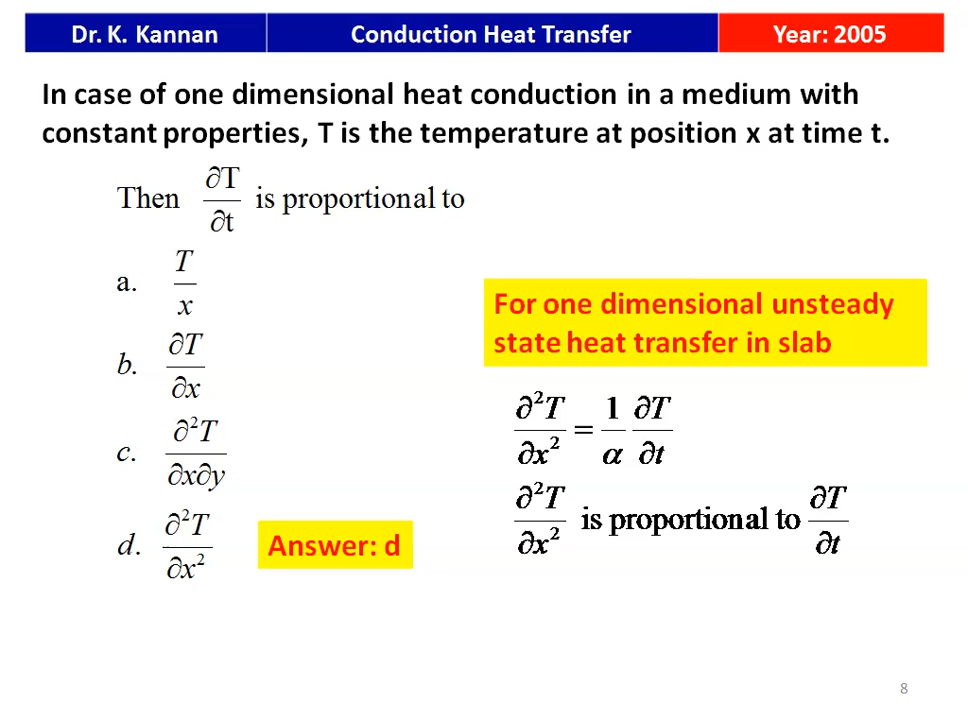 Dr. K. Kannan Conduction Heat Transfer Year: 2005
In case of one dimensional heat conduction in a medium with
constant properties, T is the temperature at position x at time t.
Then ∂T/∂t is proportional to
a. T/x
b. ∂T/∂x
c. ∂²T/∂x∂y
d. ∂²T/∂x²
Answer: d
For one dimensional unsteady
state heat transfer in slab
∂²T/∂x² = 1/α ∂T/∂t
∂²T/∂x² is proportional to ∂T/∂t
8